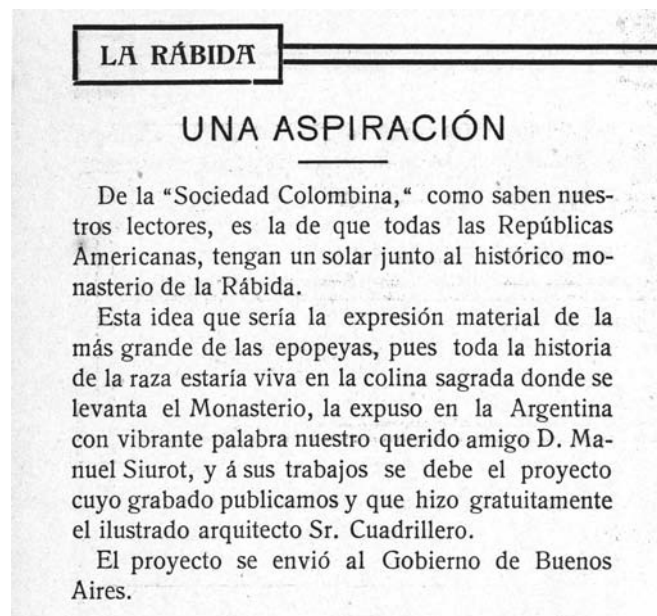 LA RÁBIDA
UNA ASPIRACIÓN
De la "Sociedad Colombina," como saben nues-
tros lectores, es la de que todas las Repúblicas
Americanas, tengan un solar junto al histórico mo-
nasterio de la Rábida.
Esta idea que sería la expresión material de la
más grande de las epopeyas, pues toda la historia
de la raza estaría viva en la colina sagrada donde se
levanta el Monasterio, la expuso en la Argentina
con vibrante palabra nuestro querido amigo D. Ma-
nuel Siurot, y á sus trabajos se debe el proyecto
cuyo grabado publicamos y que hizo gratuitamente
el ilustrado arquitecto Sr. Cuadrillero.
El proyecto se envió al Gobierno de Buenos
Aires.